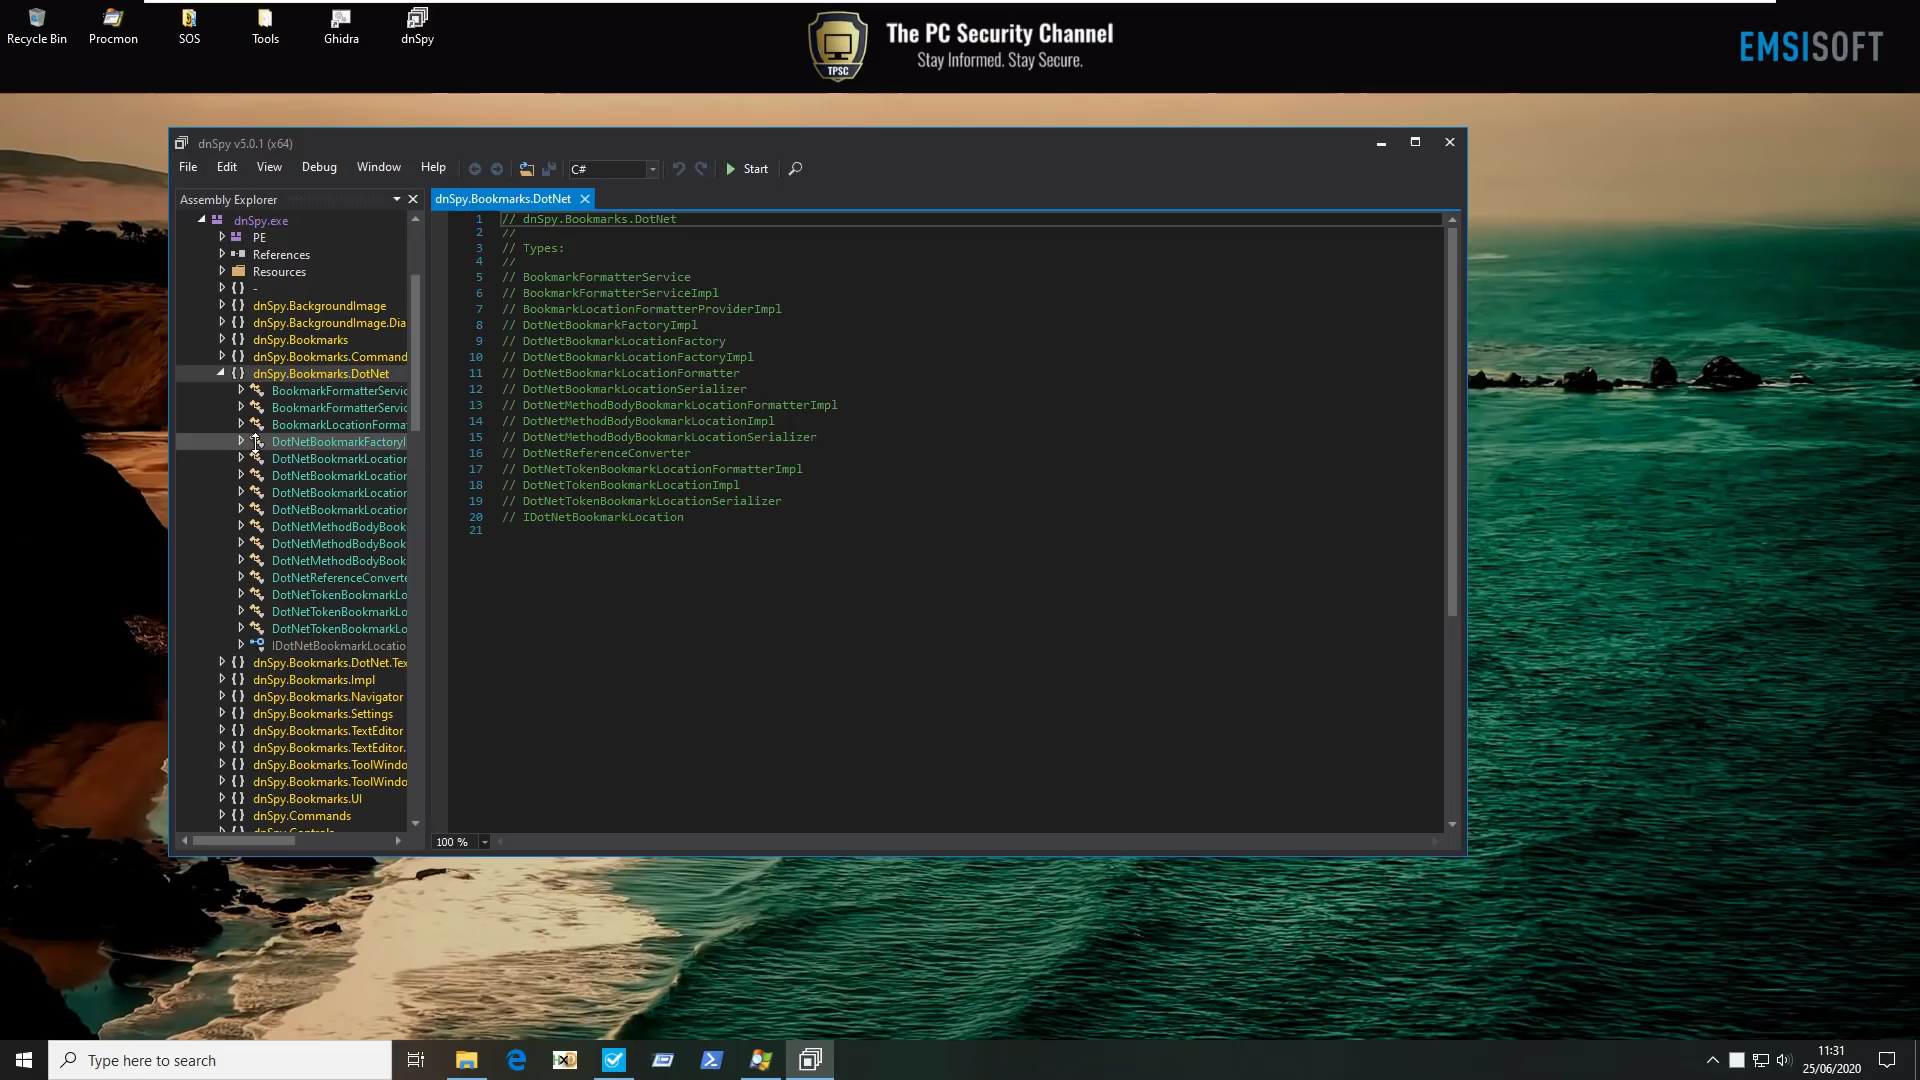 Recycle Bin
Procmon
SOS
Tools
Ghidra
dnSpy
The PC Security Channel
Stay Informed. Stay Secure.
TPSC
EMSISOFT
dnSpy v5.0.1 (x64)
File Edit View Debug Window Help C# Start
Assembly Explorer
dnSpy.exe
PE
References
Resources
{ } -
{ } dnSpy.BackgroundImage
{ } dnSpy.BackgroundImage.Dia
{ } dnSpy.Bookmarks
{ } dnSpy.Bookmarks.Command
{ } dnSpy.Bookmarks.DotNet
BookmarkFormatterServic
BookmarkFormatterServic
BookmarkLocationForma
DotNetBookmarkFactoryI
DotNetBookmarkLocation
DotNetBookmarkLocation
DotNetBookmarkLocation
DotNetBookmarkLocation
DotNetMethodBodyBook
DotNetMethodBodyBook
DotNetMethodBodyBook
DotNetReferenceConverte
DotNetTokenBookmarkLo
DotNetTokenBookmarkLo
DotNetTokenBookmarkLo
IDotNetBookmarkLocatio
{ } dnSpy.Bookmarks.DotNet.Tex
{ } dnSpy.Bookmarks.Impl
{ } dnSpy.Bookmarks.Navigator
{ } dnSpy.Bookmarks.Settings
{ } dnSpy.Bookmarks.TextEditor
{ } dnSpy.Bookmarks.TextEditor.
{ } dnSpy.Bookmarks.ToolWindo
{ } dnSpy.Bookmarks.ToolWindo
{ } dnSpy.Bookmarks.UI
{ } dnSpy.Commands
dnSpy.Controls
dnSpy.Bookmarks.DotNet
1 // dnSpy.Bookmarks.DotNet
2 //
3 // Types:
4 //
5 // BookmarkFormatterService
6 // BookmarkFormatterServiceImpl
7 // BookmarkLocationFormatterProviderImpl
8 // DotNetBookmarkFactoryImpl
9 // DotNetBookmarkLocationFactory
10 // DotNetBookmarkLocationFactoryImpl
11 // DotNetBookmarkLocationFormatter
12 // DotNetBookmarkLocationSerializer
13 // DotNetMethodBodyBookmarkLocationFormatterImpl
14 // DotNetMethodBodyBookmarkLocationImpl
15 // DotNetMethodBodyBookmarkLocationSerializer
16 // DotNetReferenceConverter
17 // DotNetTokenBookmarkLocationFormatterImpl
18 // DotNetTokenBookmarkLocationImpl
19 // DotNetTokenBookmarkLocationSerializer
20 // IDotNetBookmarkLocation
21
100 %
Type here to search
11:31
25/06/2020